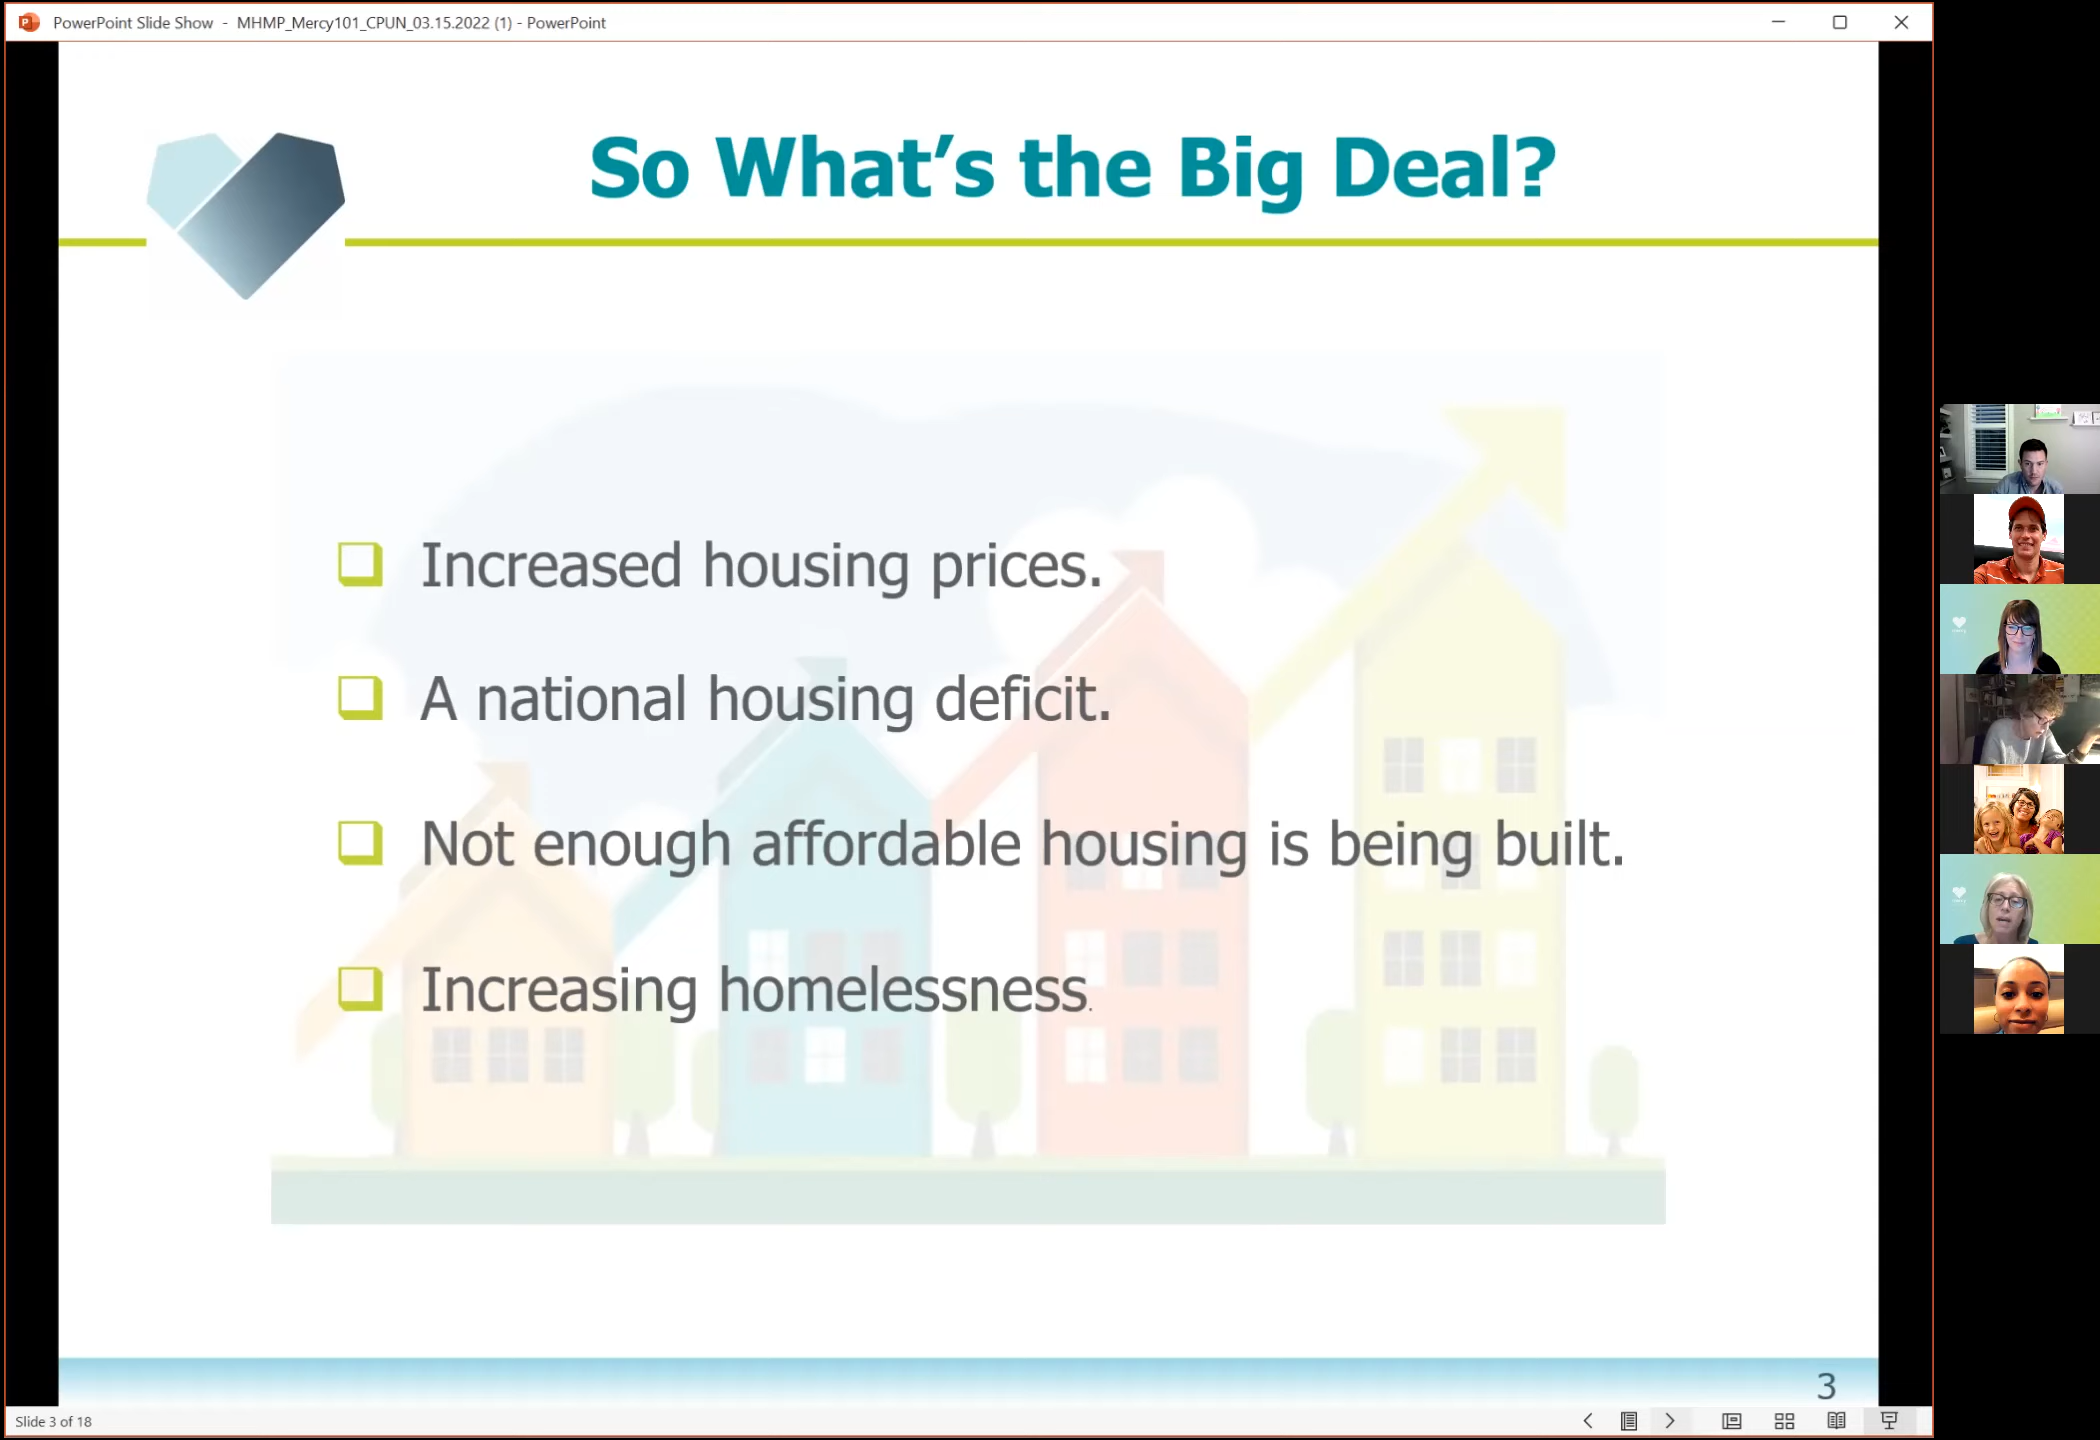 PowerPoint Slide Show - MHMP_Mercy101_CPUN_03.15.2022 (1) - PowerPoint
So What’s the Big Deal?
Increased housing prices.
A national housing deficit.
Not enough affordable housing is being built.
Increasing homelessness.
3
Slide 3 of 18